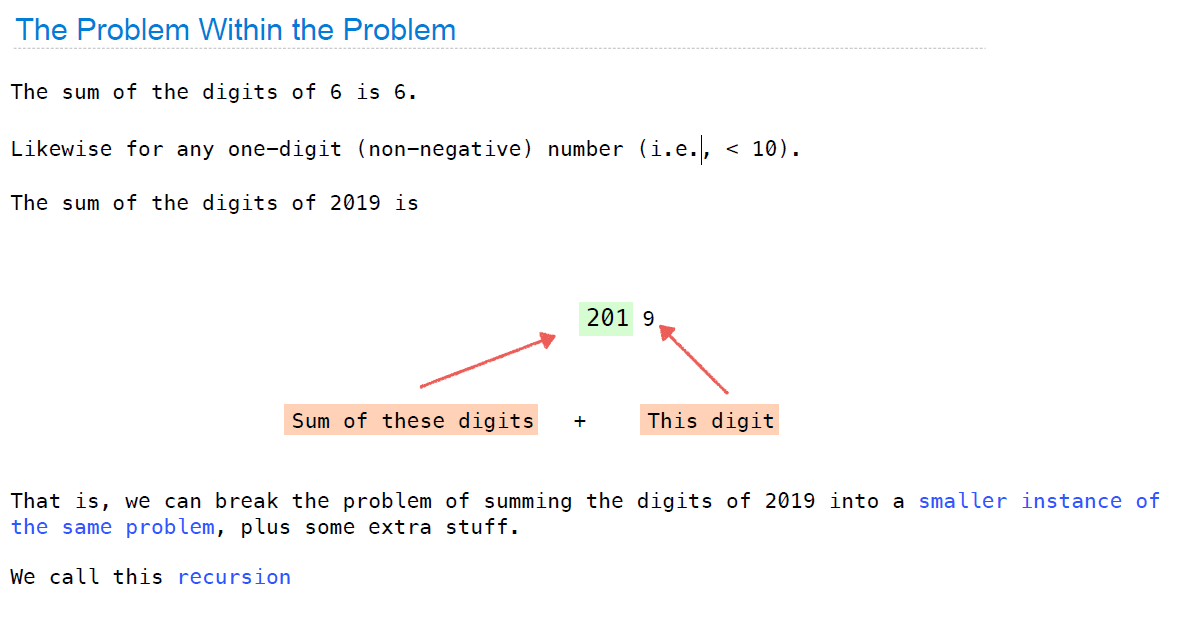 The Problem Within the Problem
The sum of the digits of 6 is 6.
Likewise for any one-digit (non-negative) number (i.e., < 10).
The sum of the digits of 2019 is
201 9
Sum of these digits + This digit
That is, we can break the problem of summing the digits of 2019 into a smaller instance of
the same problem, plus some extra stuff.
We call this recursion